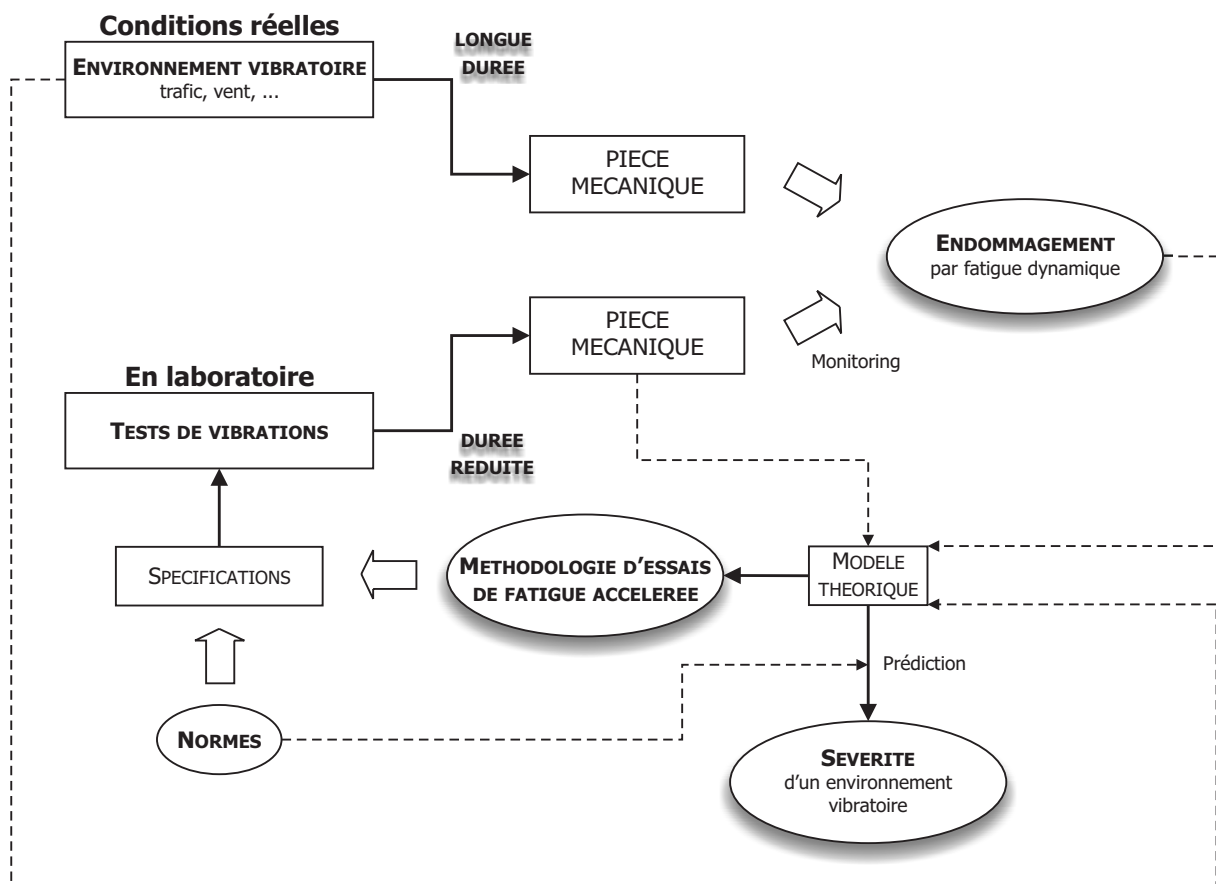 Conditions réelles
ENVIRONNEMENT VIBRATOIRE
trafic, vent, ...
LONGUE
DUREE
PIECE
MECANIQUE
ENDOMMAGEMENT
par fatigue dynamique
PIECE
MECANIQUE
Monitoring
En laboratoire
TESTS DE VIBRATIONS
DUREE
REDUITE
SPECIFICATIONS
METHODOLOGIE D'ESSAIS
DE FATIGUE ACCELEREE
MODELE
THEORIQUE
Prédiction
NORMES
SEVERITE
d'un environnement
vibratoire